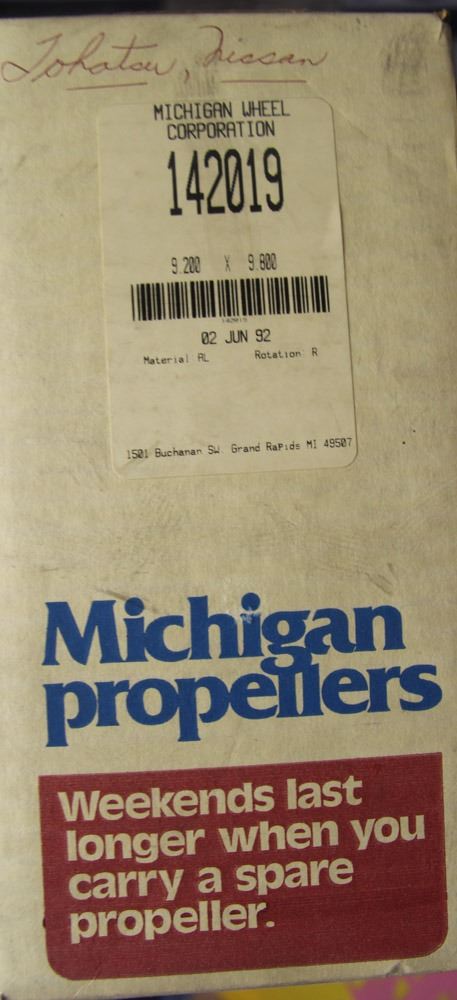 Tohatsu, Nissan
MICHIGAN WHEEL
CORPORATION
142019
9.200 X 9.800
142019
02 JUN 92
Material AL Rotation R
1501 Buchanan SW. Grand Rapids MI 49507
Michigan
propellers
Weekends last
longer when you
carry a spare
propeller.